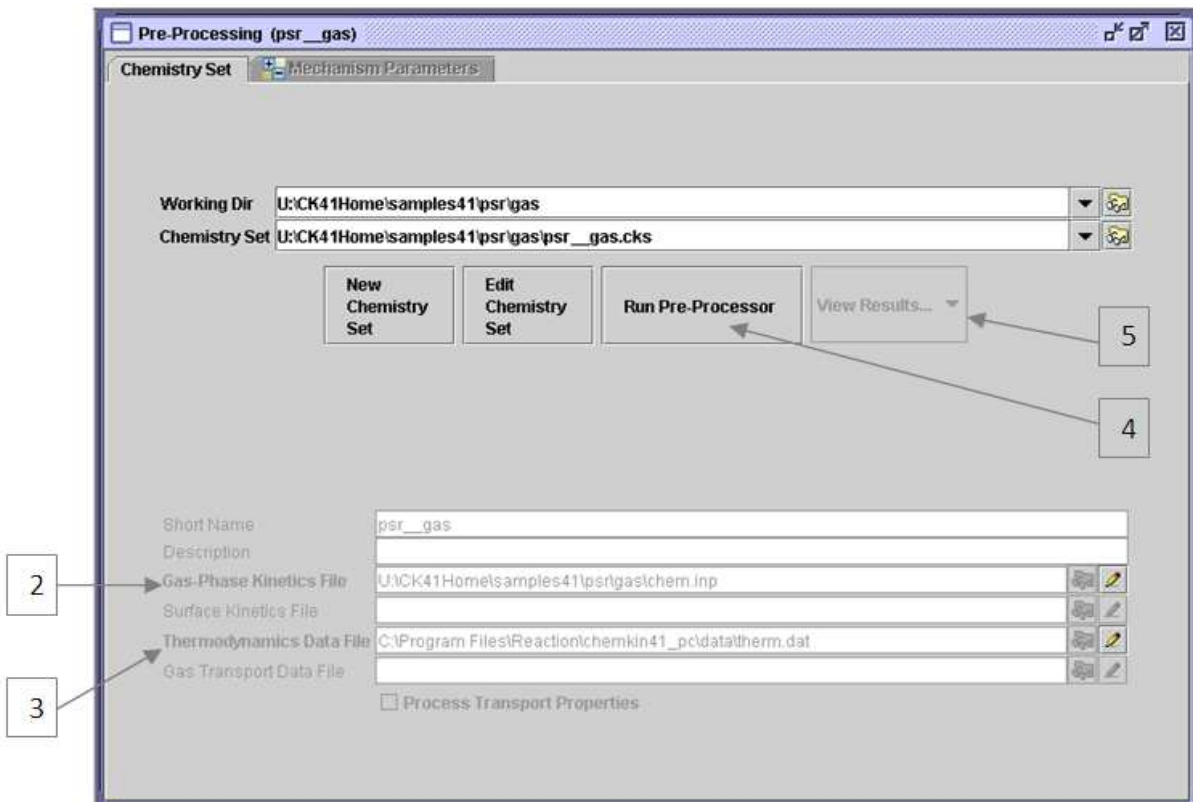 Pre-Processing (psr__gas)
Chemistry Set Mechanism Parameters
Working Dir U:\CK41Home\samples41\psr\gas
Chemistry Set U:\CK41Home\samples41\psr\gas\psr__gas.cks
New Chemistry Set
Edit Chemistry Set
Run Pre-Processor
View Results...
5
4
Short Name psr__gas
Description
2
Gas-Phase Kinetics File U:\CK41Home\samples41\psr\gas\chem.inp
Surface Kinetics File
Thermodynamics Data File C:\Program Files\Reaction\chemkin41_pc\data\therm.dat
Gas Transport Data File
3
Process Transport Properties